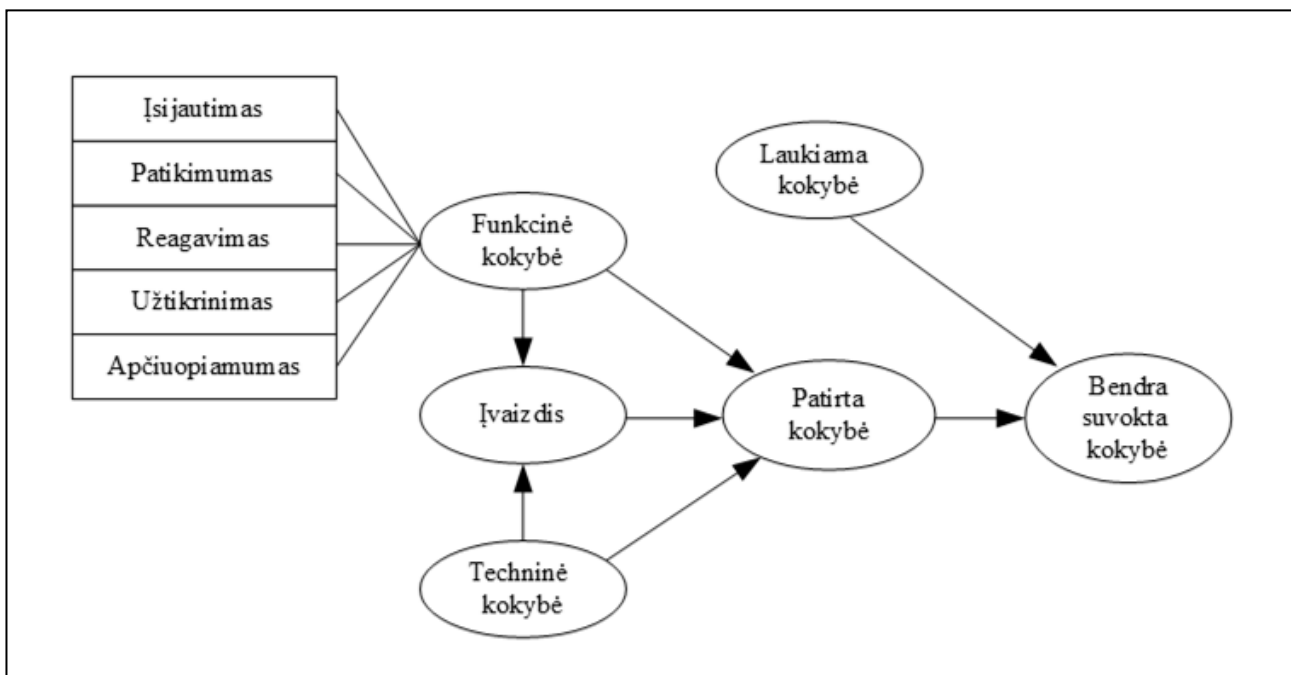 Įsijautimas
Patikimumas
Reagavimas
Užtikrinimas
Apčiuopiamumas
Funkcinė
kokybė
Įvaizdis
Techninė
kokybė
Laukiama
kokybė
Patirta
kokybė
Bendra
suvokta
kokybė